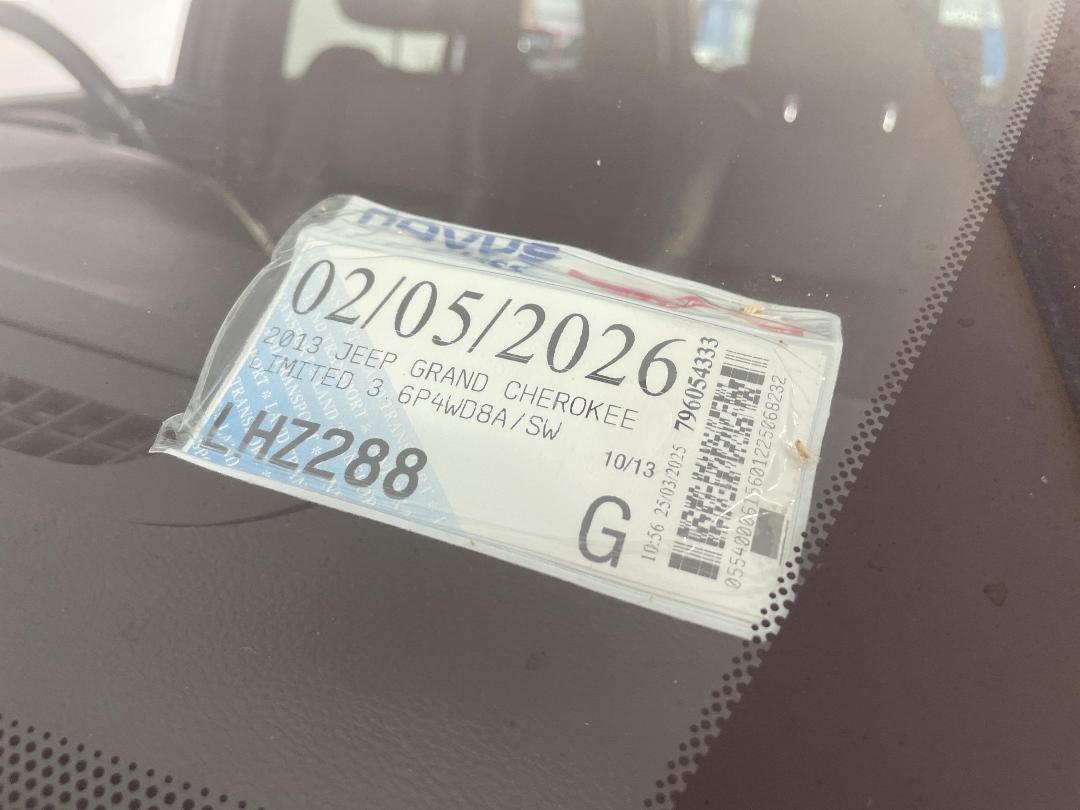 02/05/2026
2013 JEEP GRAND CHEROKEE
LIMITED 3.6P4WD8A/SW
LHZ288
10/13
G
10:56 25/03/2025 796054333